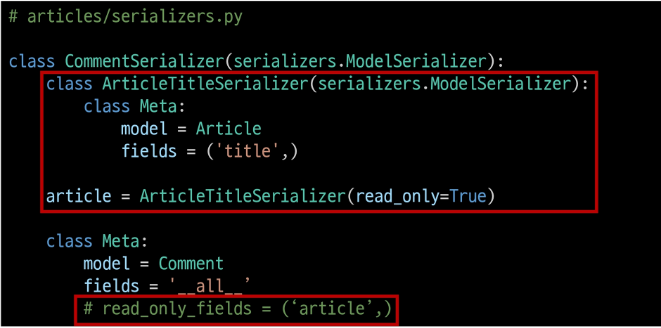 # articles/serializers.py
class CommentSerializer(serializers.ModelSerializer):
    class ArticleTitleSerializer(serializers.ModelSerializer):
        class Meta:
            model = Article
            fields = ('title',)
    article = ArticleTitleSerializer(read_only=True)
    class Meta:
        model = Comment
        fields = '__all__’
        # read_only_fields = (‘article’,)